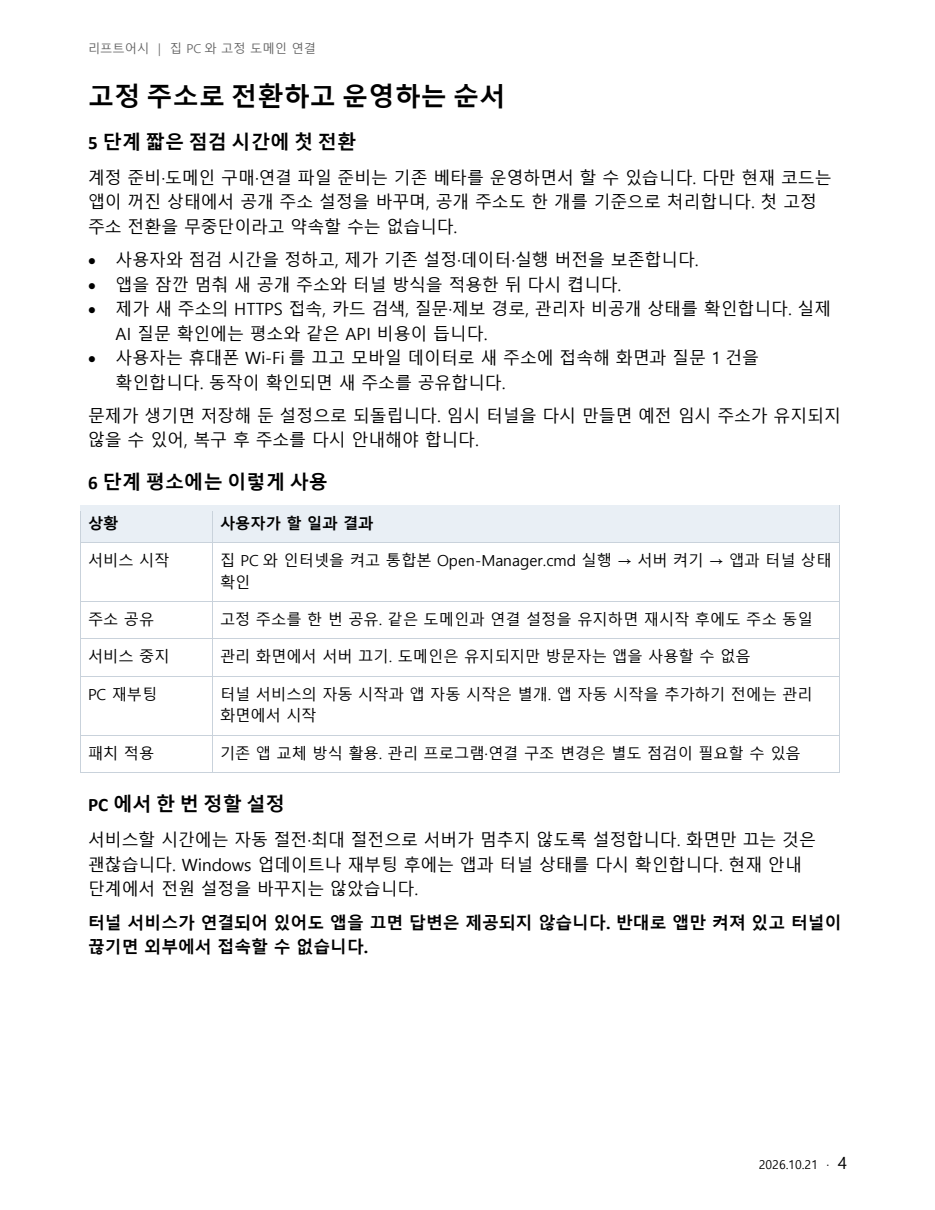 리프트어시 | 집 PC 와 고정 도메인 연결
고정 주소로 전환하고 운영하는 순서
5 단계 짧은 점검 시간에 첫 전환
계정 준비·도메인 구매·연결 파일 준비는 기존 베타를 운영하면서 할 수 있습니다. 다만 현재 코드는
앱이 꺼진 상태에서 공개 주소 설정을 바꾸며, 공개 주소도 한 개를 기준으로 처리합니다. 첫 고정
주소 전환을 무중단이라고 약속할 수는 없습니다.
• 사용자와 점검 시간을 정하고, 제가 기존 설정·데이터·실행 버전을 보존합니다.
• 앱을 잠깐 멈춰 새 공개 주소와 터널 방식을 적용한 뒤 다시 켭니다.
• 제가 새 주소의 HTTPS 접속, 카드 검색, 질문·제보 경로, 관리자 비공개 상태를 확인합니다. 실제
AI 질문 확인에는 평소와 같은 API 비용이 듭니다.
• 사용자는 휴대폰 Wi-Fi 를 끄고 모바일 데이터로 새 주소에 접속해 화면과 질문 1 건을
확인합니다. 동작이 확인되면 새 주소를 공유합니다.
문제가 생기면 저장해 둔 설정으로 되돌립니다. 임시 터널을 다시 만들면 예전 임시 주소가 유지되지
않을 수 있어, 복구 후 주소를 다시 안내해야 합니다.
6 단계 평소에는 이렇게 사용
상황 사용자가 할 일과 결과
서비스 시작 집 PC 와 인터넷을 켜고 통합본 Open-Manager.cmd 실행 → 서버 켜기 → 앱과 터널 상태
확인
주소 공유 고정 주소를 한 번 공유. 같은 도메인과 연결 설정을 유지하면 재시작 후에도 주소 동일
서비스 중지 관리 화면에서 서버 끄기. 도메인은 유지되지만 방문자는 앱을 사용할 수 없음
PC 재부팅 터널 서비스의 자동 시작과 앱 자동 시작은 별개. 앱 자동 시작을 추가하기 전에는 관리
화면에서 시작
패치 적용 기존 앱 교체 방식 활용. 관리 프로그램·연결 구조 변경은 별도 점검이 필요할 수 있음
PC 에서 한 번 정할 설정
서비스할 시간에는 자동 절전·최대 절전으로 서버가 멈추지 않도록 설정합니다. 화면만 끄는 것은
괜찮습니다. Windows 업데이트나 재부팅 후에는 앱과 터널 상태를 다시 확인합니다. 현재 안내
단계에서 전원 설정을 바꾸지는 않았습니다.
터널 서비스가 연결되어 있어도 앱을 끄면 답변은 제공되지 않습니다. 반대로 앱만 켜져 있고 터널이
끊기면 외부에서 접속할 수 없습니다.
2026.10.21 · 4